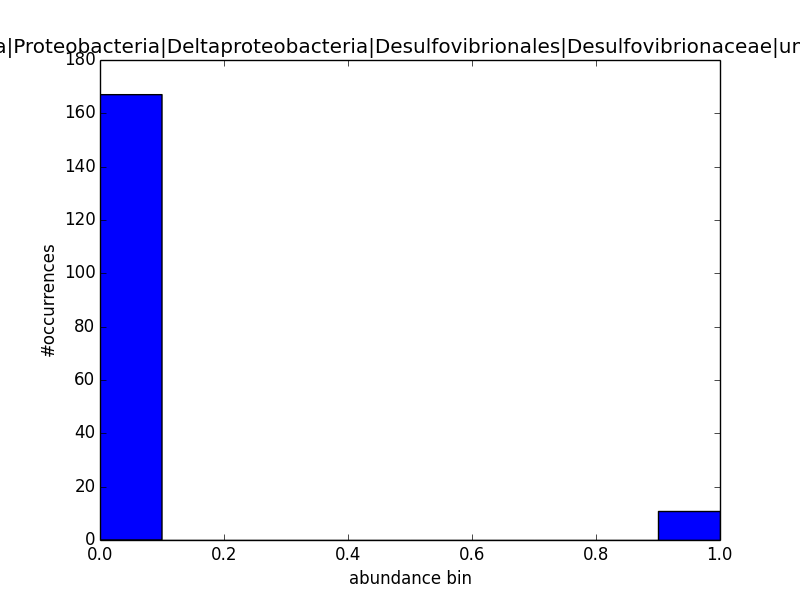 a|Proteobacteria|Deltaproteobacteria|Desulfovibrionales|Desulfovibrionaceae|un
180
160
140
120
100
80
60
40
20
0
#occurrences
0.0 0.2 0.4 0.6 0.8 1.0
abundance bin